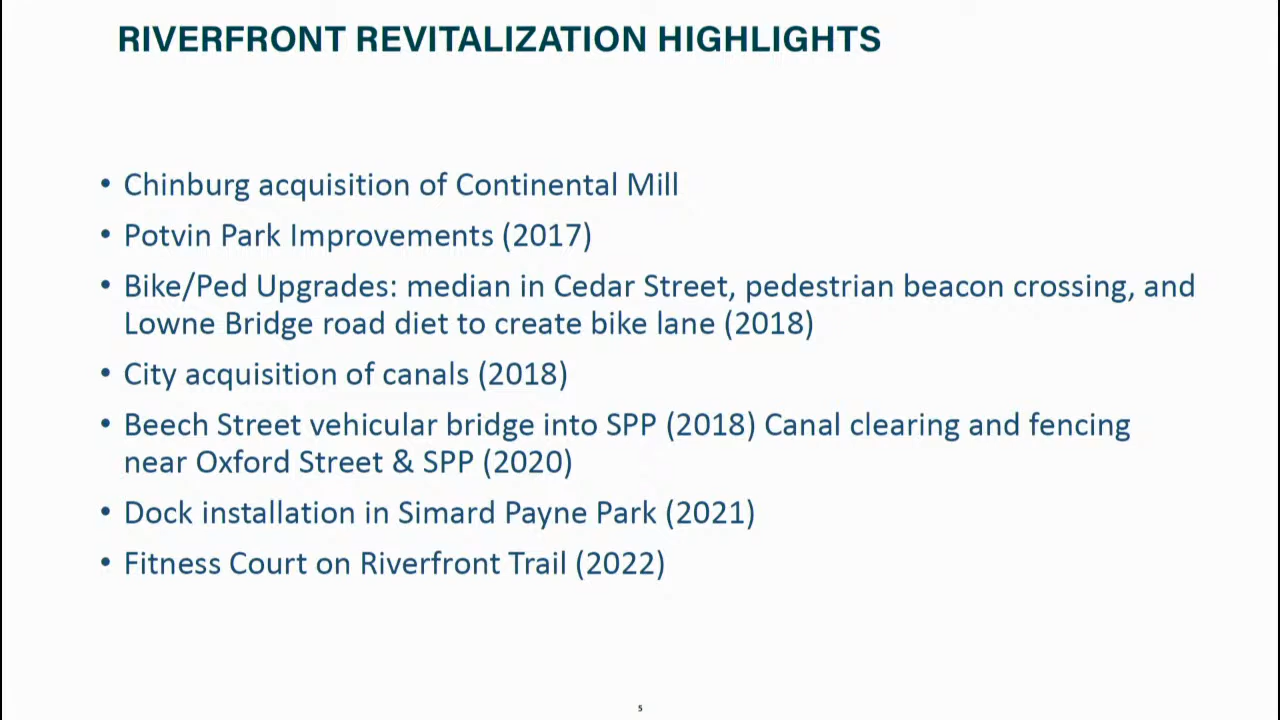 RIVERFRONT REVITALIZATION HIGHLIGHTS
• Chinburg acquisition of Continental Mill
• Potvin Park Improvements (2017)
• Bike/Ped Upgrades: median in Cedar Street, pedestrian beacon crossing, and
Lowne Bridge road diet to create bike lane (2018)
• City acquisition of canals (2018)
• Beech Street vehicular bridge into SPP (2018) Canal clearing and fencing
near Oxford Street & SPP (2020)
• Dock installation in Simard Payne Park (2021)
• Fitness Court on Riverfront Trail (2022)
5